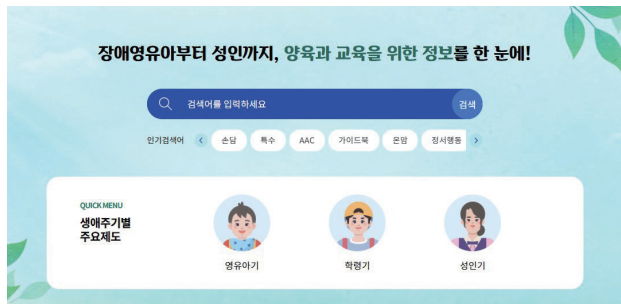 장애영유아부터 성인까지, 양육과 교육을 위한 정보를 한 눈에!
검색어를 입력하세요 검색
인기검색어 < 손담 특수 AAC 가이드북 온맘 정서행동 >
QUICK MENU
생애주기별
주요제도
영유아기 학령기 성인기